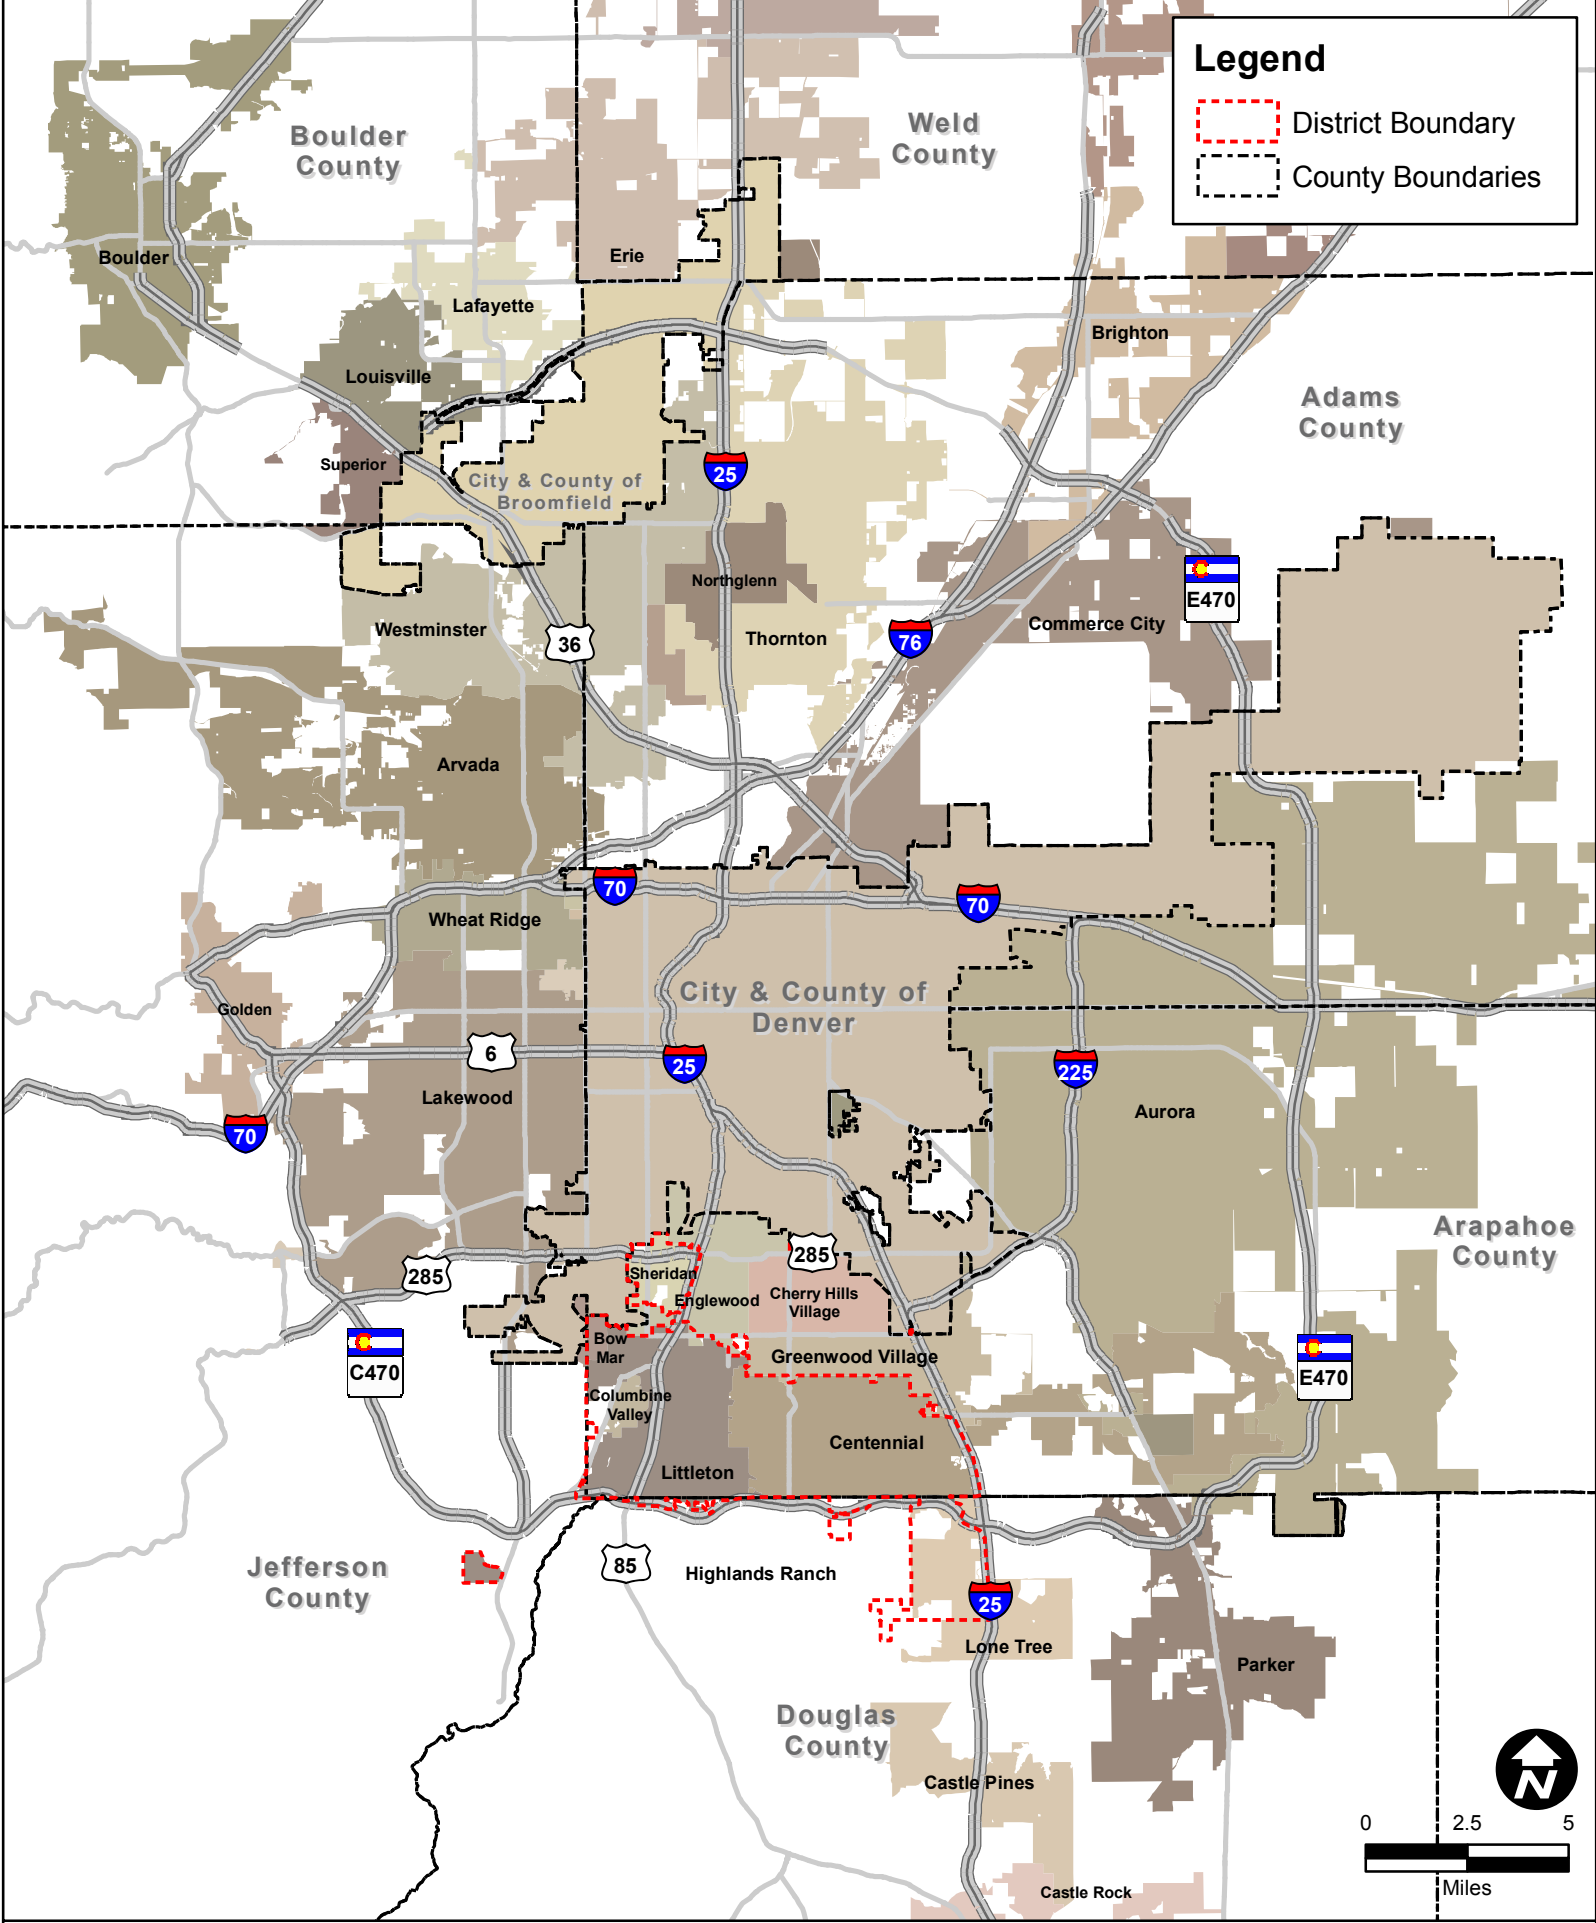 Legend
District Boundary
County Boundaries
Boulder
County
Weld
County
Boulder
Erie
Lafayette
Brighton
Louisville
Adams
County
Superior
City & County of
Broomfield
25
Northglenn
E470
Westminster
36
Thornton
76
Commerce City
Arvada
70
70
Wheat Ridge
City & County of
Denver
Golden
6
25
225
Lakewood
Aurora
70
Arapahoe
County
285
285
Sheridan
Englewood
Cherry Hills
Village
Bow
Mar
Greenwood Village
C470
E470
Columbine
Valley
Centennial
Littleton
Jefferson
County
85
Highlands Ranch
25
Lone Tree
Parker
Douglas
County
Castle Pines
N
0 2.5 5
Miles
Castle Rock